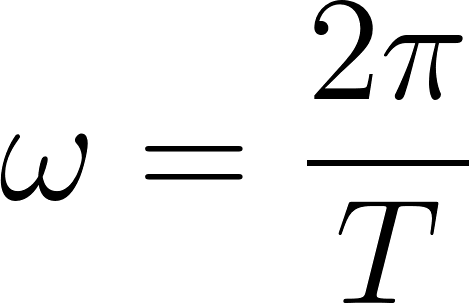 ω = 2π/T